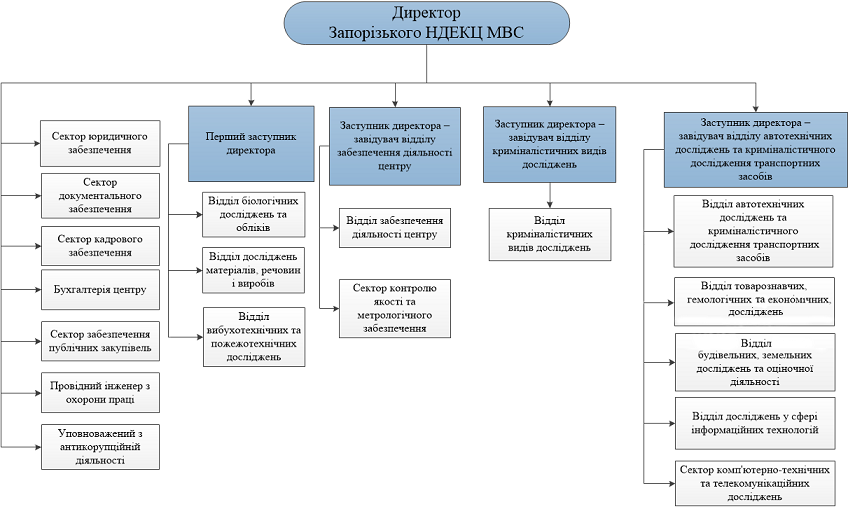 Директор
Запорізького НДЕКЦ МВС
Сектор юридичного
забезпечення
Сектор
документального
забезпечення
Сектор кадрового
забезпечення
Бухгалтерія центру
Сектор забезпечення
публічних закупівель
Провідний інженер з
охорони праці
Уповноважений з
антикорупційній
діяльності
Перший заступник
директора
Відділ біологічних
досліджень та
обліків
Відділ досліджень
матеріалів, речовин
і виробів
Відділ
вибухотехнічних та
пожежотехнічних
досліджень
Заступник директора –
завідувач відділу
забезпечення діяльності
центру
Відділ забезпечення
діяльності центру
Сектор контролю
якості та
метрологічного
забезпечення
Заступник директора –
завідувач відділу
криміналістичних видів
досліджень
Відділ
криміналістичних
видів досліджень
Заступник директора –
завідувач відділу автотехнічних
досліджень та криміналістичного
дослідження транспортних
засобів
Відділ автотехнічних
досліджень та
криміналістичного
дослідження транспортних
засобів
Відділ товарознавчих,
гемологічних та економічних,
досліджень
Відділ
будівельних, земельних
досліджень та оціночної
діяльності
Відділ досліджень у сфері
інформаційних технологій
Сектор комп'ютерно-технічних
та телекомунікаційних
досліджень